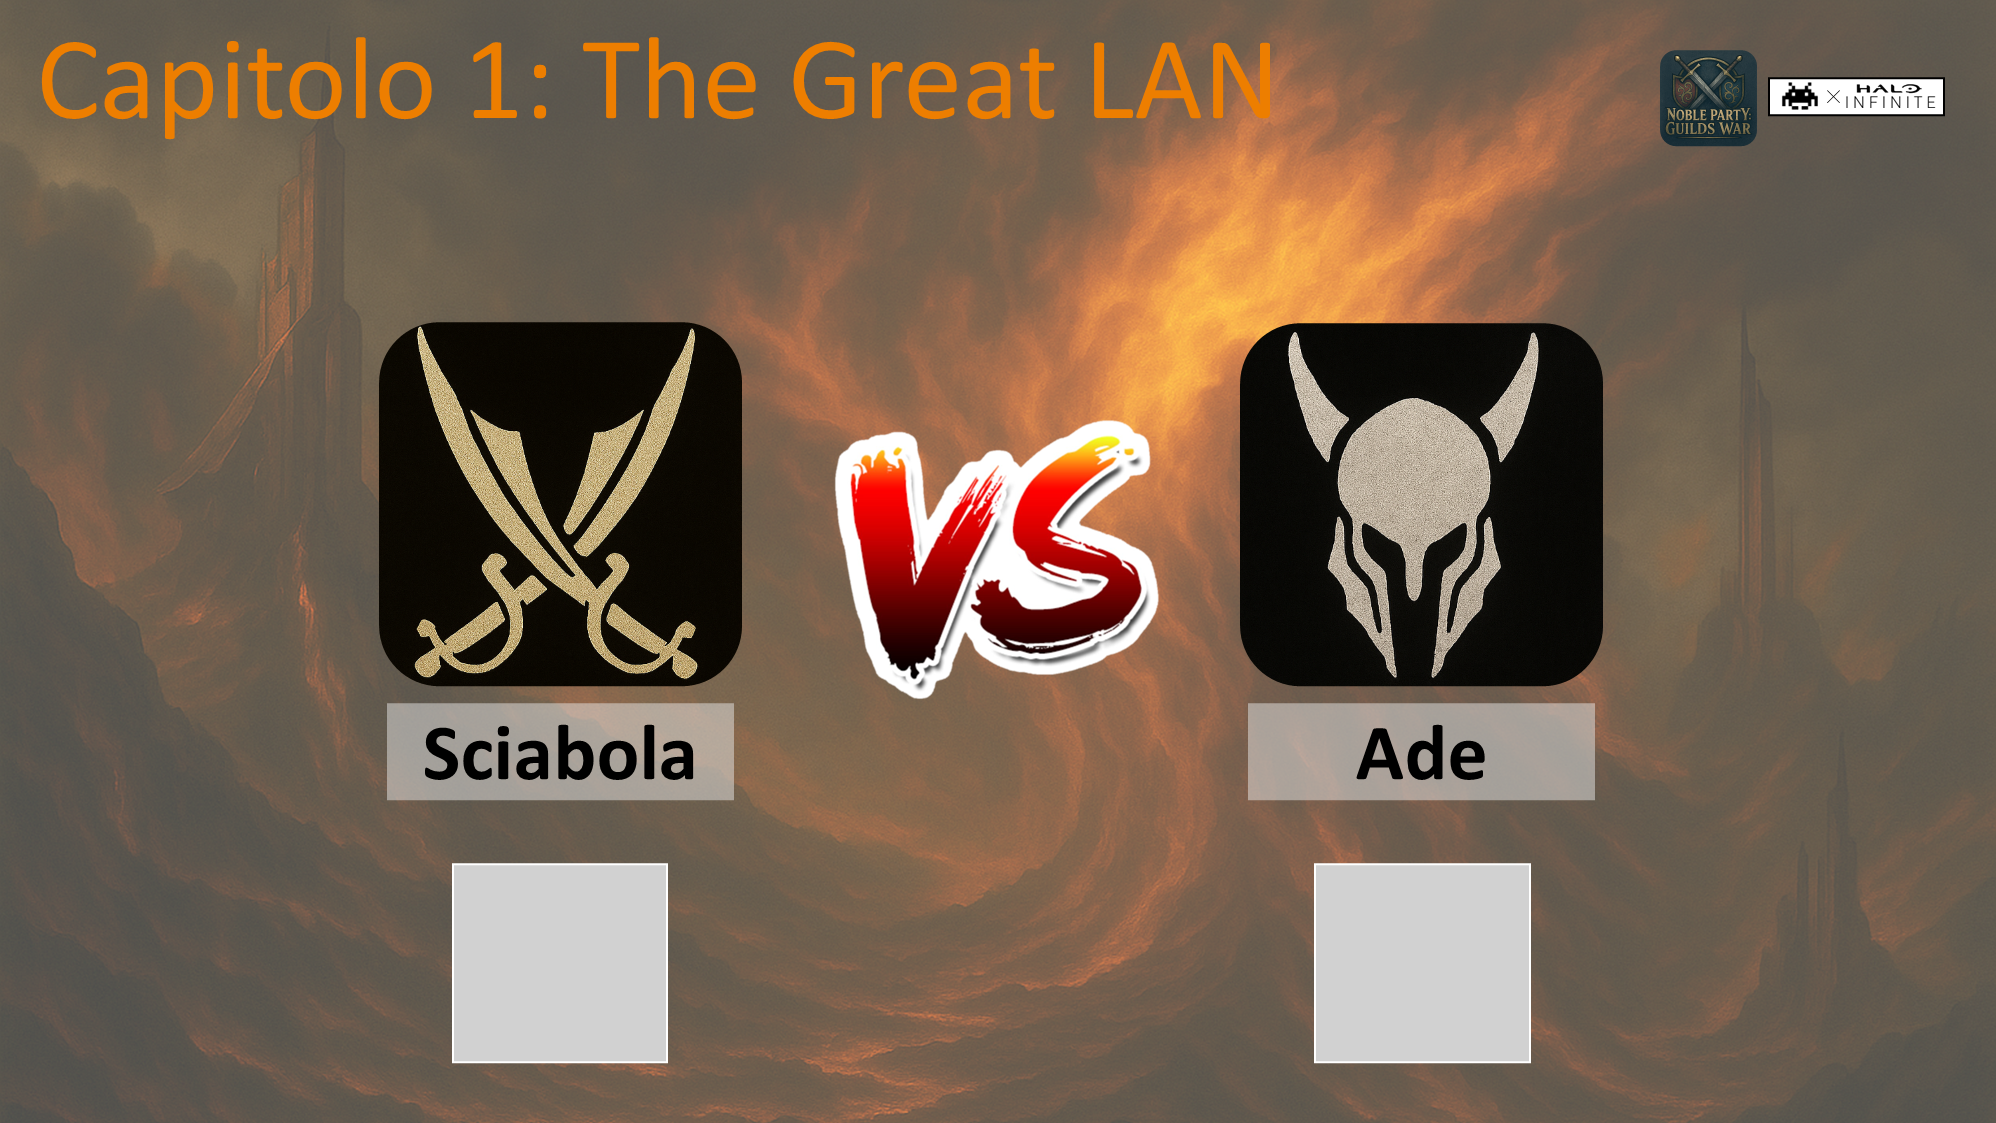 Capitolo 1: The Great LAN
NOBLE PARTY:
GUILDS WAR
× HALO
INFINITE
VS
Sciabola
Ade